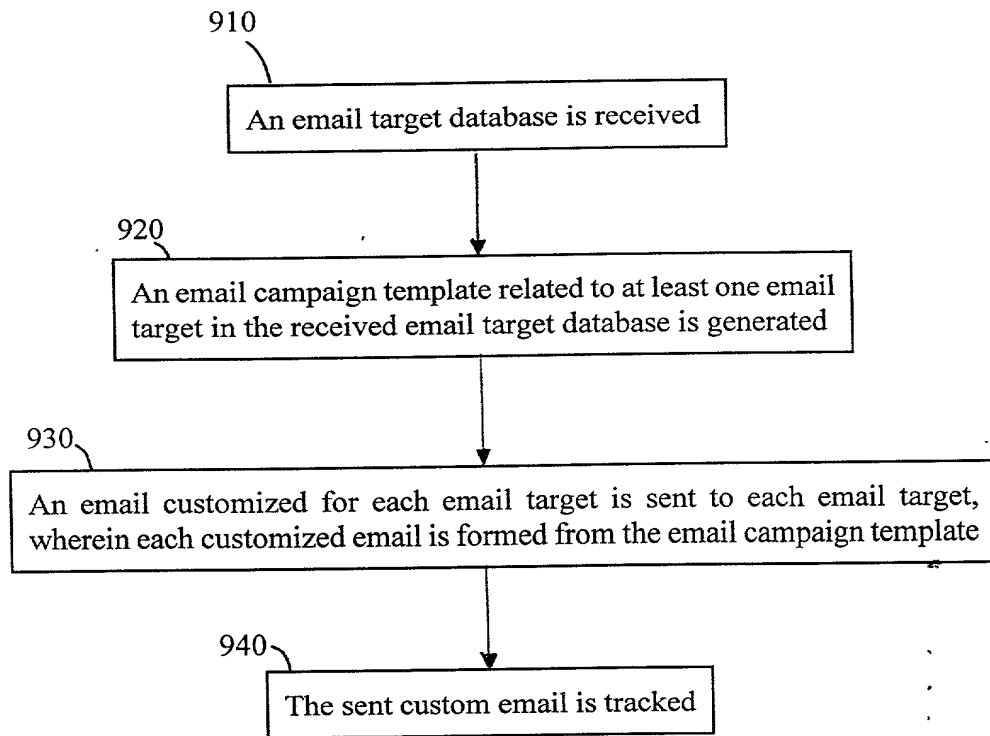 910
An email target database is received
920
An email campaign template related to at least one email
target in the received email target database is generated
930
An email customized for each email target is sent to each email target,
wherein each customized email is formed from the email campaign template
940
The sent custom email is tracked